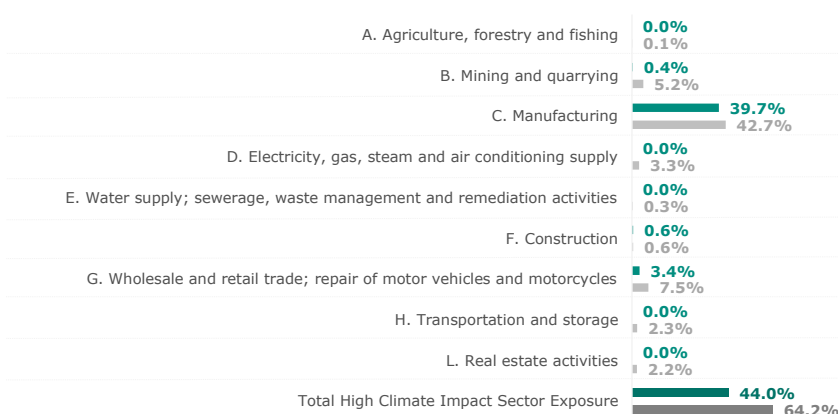 A. Agriculture, forestry and fishing
0.0%
0.1%
B. Mining and quarrying
0.4%
5.2%
C. Manufacturing
39.7%
42.7%
D. Electricity, gas, steam and air conditioning supply
0.0%
3.3%
E. Water supply; sewerage, waste management and remediation activities
0.0%
0.3%
F. Construction
0.6%
0.6%
G. Wholesale and retail trade; repair of motor vehicles and motorcycles
3.4%
7.5%
H. Transportation and storage
0.0%
2.3%
L. Real estate activities
0.0%
2.2%
Total High Climate Impact Sector Exposure
44.0%
64.2%